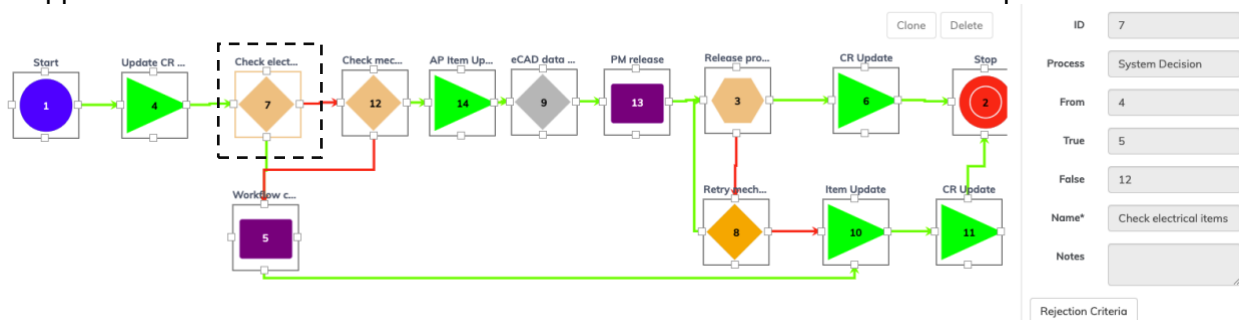 Clone Delete
Start
Update CR ...
Check elect...
Check mec...
AP Item Up...
eCAD data ...
PM release
Release pro...
CR Update
Stop
1
4
7
12
14
9
13
3
6
2
Workflow c...
Retry mech...
Item Update
CR Update
5
8
10
11
ID 7
Process System Decision
From 4
True 5
False 12
Name* Check electrical items
Notes
Rejection Criteria